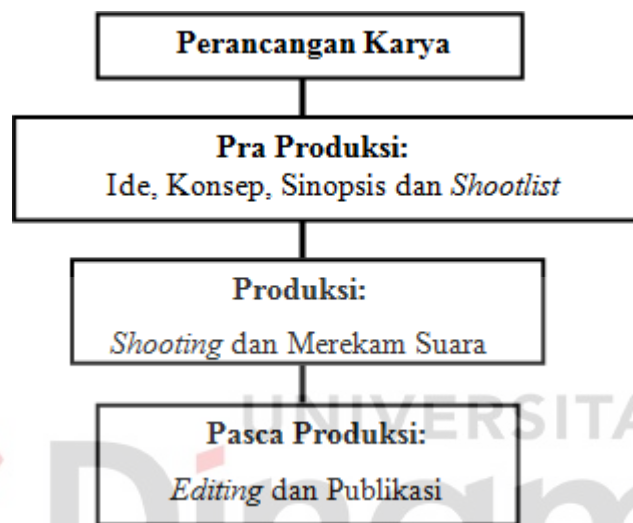 Perancangan Karya
Pra Produksi:
Ide, Konsep, Sinopsis dan Shootlist
Produksi:
Shooting dan Merekam Suara
UNIVERSITA
Pasca Produksi:
Editing dan Publikasi